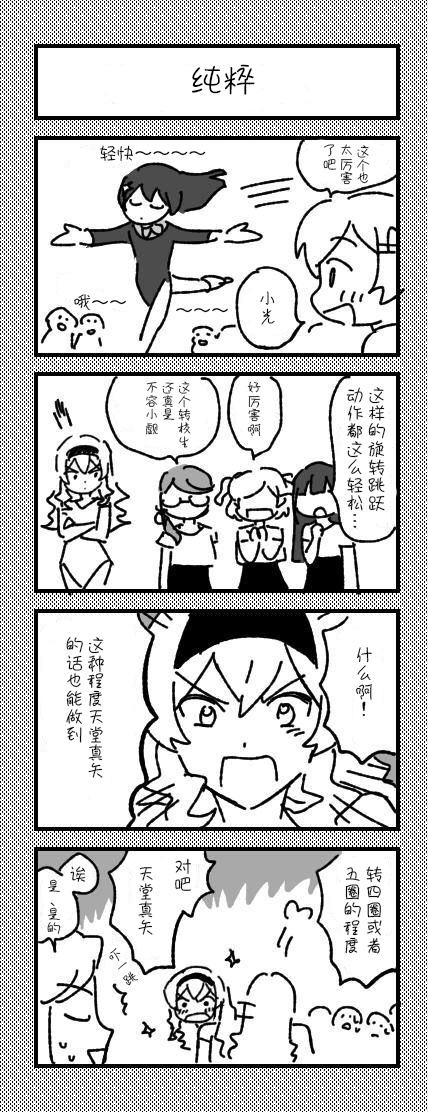 纯粹
这个也
太厉害
了吧
轻快～～～～
小光
哦～～
～～～
这样的旋转跳跃
动作都这么轻松…
好厉害啊
这个转校生
还真是
不容小觑
什么啊！
这种程度天堂真矢
的话也能做到
转四圈或者
五圈的程度
对吧
天堂真矢
吓一跳
诶
是 是的